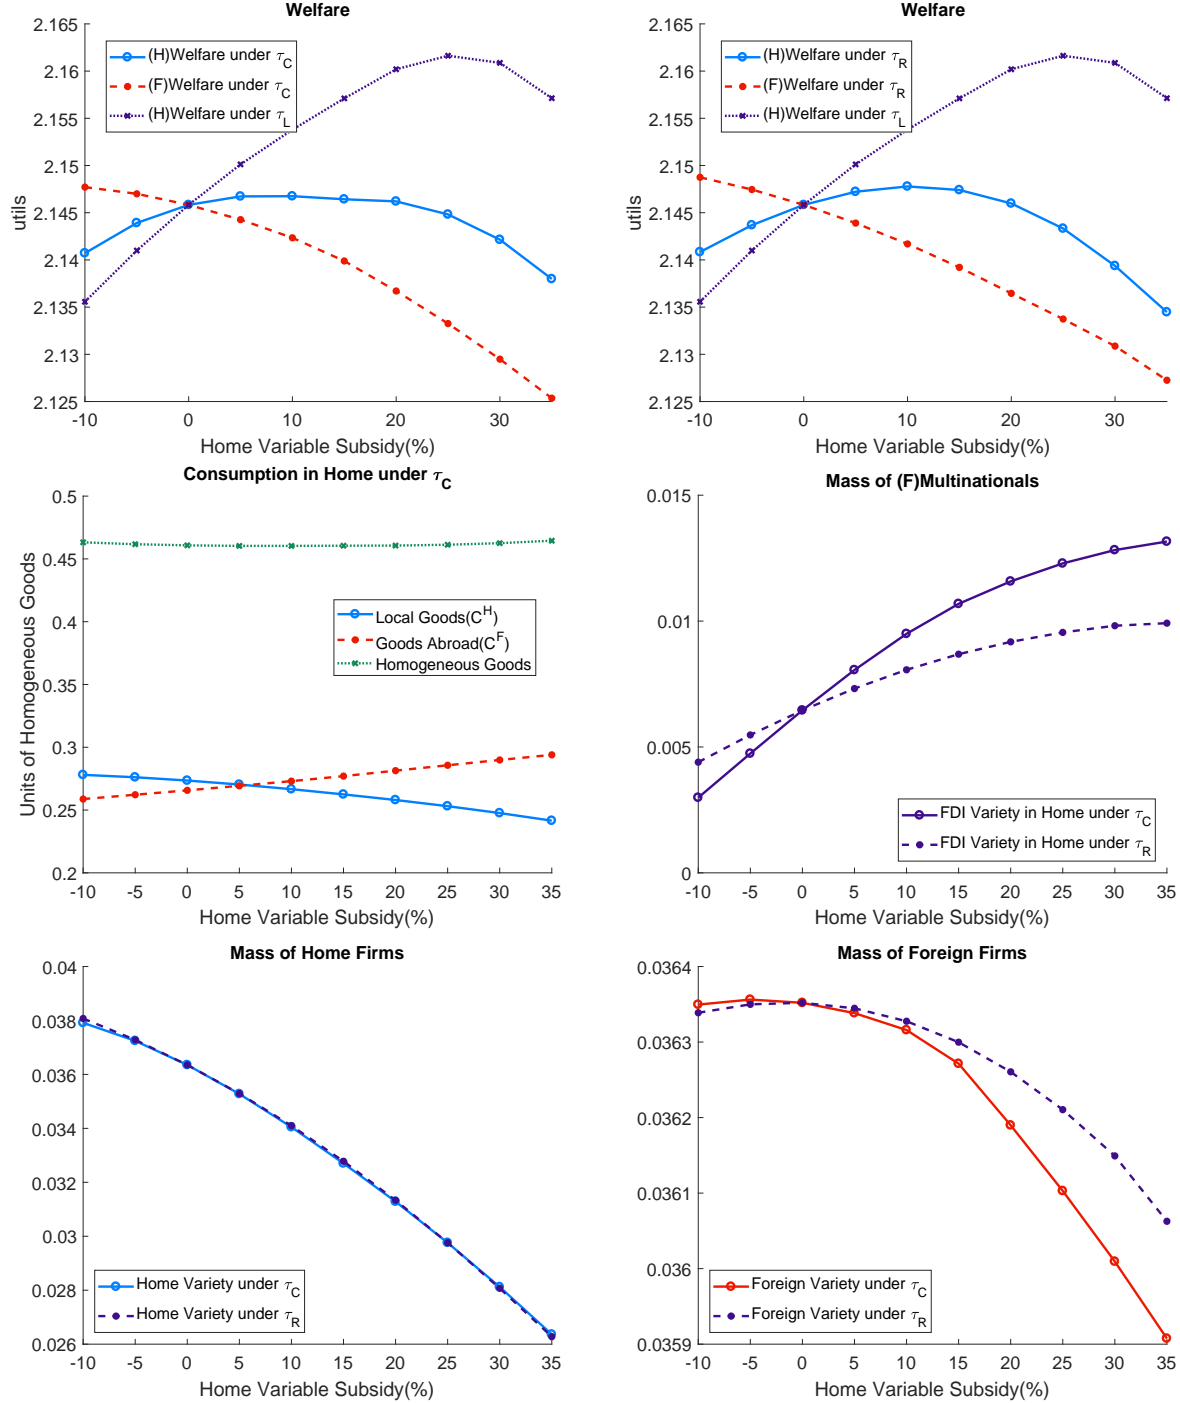 Welfare
2.165
2.16
2.155
2.15
2.145
2.14
2.135
2.13
2.125
utils
(H)Welfare under τC
(F)Welfare under τC
(H)Welfare under τL
-10 0 10 20 30
Home Variable Subsidy(%)
Welfare
2.165
2.16
2.155
2.15
2.145
2.14
2.135
2.13
2.125
utils
(H)Welfare under τR
(F)Welfare under τR
(H)Welfare under τL
-10 0 10 20 30
Home Variable Subsidy(%)
Consumption in Home under τC
0.5
0.45
0.4
0.35
0.3
0.25
0.2
Units of Homogeneous Goods
Local Goods(C^H)
Goods Abroad(C^F)
Homogeneous Goods
-10 -5 0 5 10 15 20 25 30 35
Home Variable Subsidy(%)
Mass of (F)Multinationals
0.015
0.01
0.005
0
FDI Variety in Home under τC
FDI Variety in Home under τR
-10 -5 0 5 10 15 20 25 30 35
Home Variable Subsidy(%)
Mass of Home Firms
0.04
0.038
0.036
0.034
0.032
0.03
0.028
0.026
Home Variety under τC
Home Variety under τR
-10 -5 0 5 10 15 20 25 30 35
Home Variable Subsidy(%)
Mass of Foreign Firms
0.0364
0.0363
0.0362
0.0361
0.036
0.0359
Foreign Variety under τC
Foreign Variety under τR
-10 -5 0 5 10 15 20 25 30 35
Home Variable Subsidy(%)